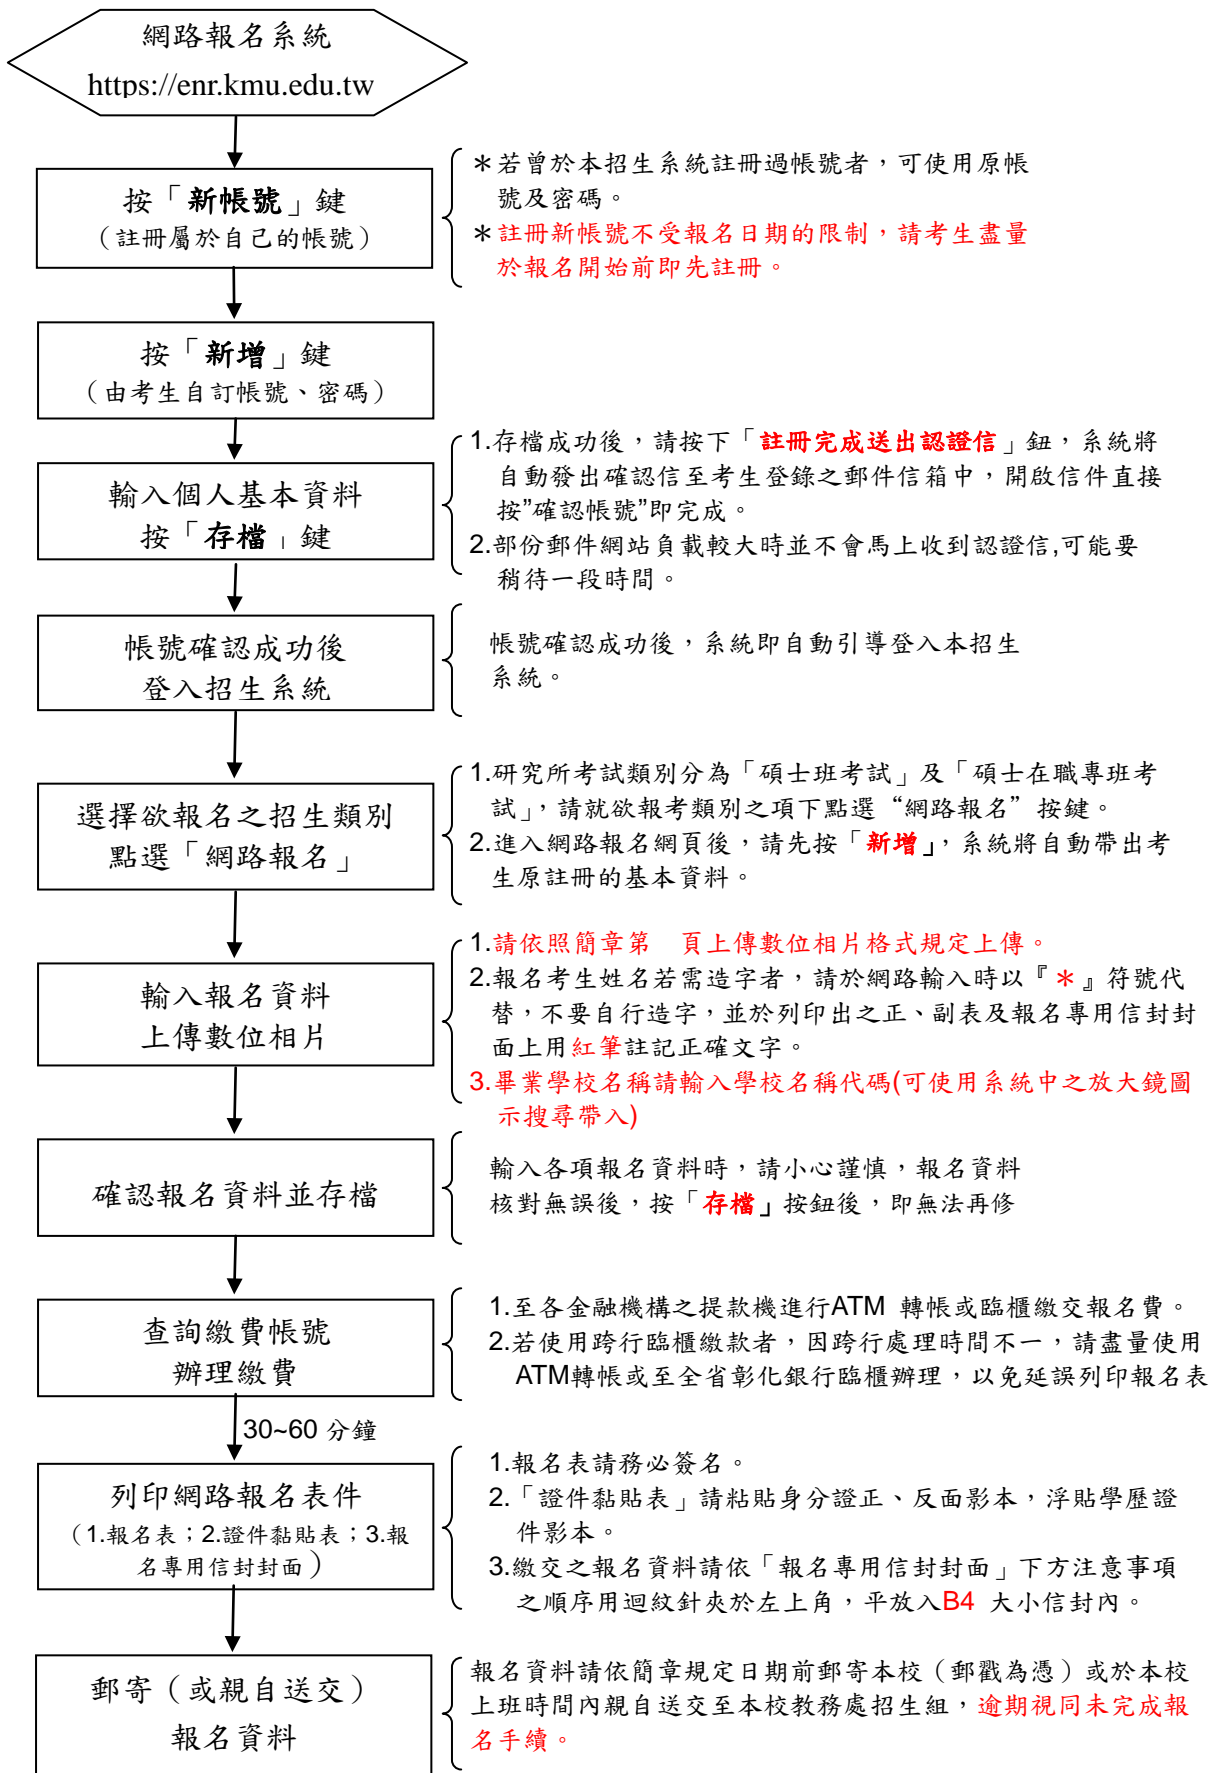 網路報名系統
https://enr.kmu.edu.tw
按「新帳號」鍵
（註冊屬於自己的帳號）
＊若曾於本招生系統註冊過帳號者，可使用原帳
號及密碼。
＊註冊新帳號不受報名日期的限制，請考生盡量
於報名開始前即先註冊。
按「新增」鍵
（由考生自訂帳號、密碼）
輸入個人基本資料
按「存檔」鍵
1.存檔成功後，請按下「註冊完成送出認證信」鈕，系統將
自動發出確認信至考生登錄之郵件信箱中，開啟信件直接
按”確認帳號”即完成。
2.部份郵件網站負載較大時並不會馬上收到認證信,可能要
稍待一段時間。
帳號確認成功後
登入招生系統
帳號確認成功後，系統即自動引導登入本招生
系統。
選擇欲報名之招生類別
點選「網路報名」
1.研究所考試類別分為「碩士班考試」及「碩士在職專班考
試」，請就欲報考類別之項下點選“網路報名”按鍵。
2.進入網路報名網頁後，請先按「新增」，系統將自動帶出考
生原註冊的基本資料。
輸入報名資料
上傳數位相片
1.請依照簡章第　頁上傳數位相片格式規定上傳。
2.報名考生姓名若需造字者，請於網路輸入時以『＊』符號代
替，不要自行造字，並於列印出之正、副表及報名專用信封封
面上用紅筆註記正確文字。
3.畢業學校名稱請輸入學校名稱代碼(可使用系統中之放大鏡圖
示搜尋帶入)
確認報名資料並存檔
輸入各項報名資料時，請小心謹慎，報名資料
核對無誤後，按「存檔」按鈕後，即無法再修
查詢繳費帳號
辦理繳費
1.至各金融機構之提款機進行ATM 轉帳或臨櫃繳交報名費。
2.若使用跨行臨櫃繳款者，因跨行處理時間不一，請盡量使用
ATM轉帳或至全省彰化銀行臨櫃辦理，以免延誤列印報名表
30~60 分鐘
列印網路報名表件
（1.報名表；2.證件黏貼表；3.報
名專用信封封面）
1.報名表請務必簽名。
2.「證件黏貼表」請粘貼身分證正、反面影本，浮貼學歷證
件影本。
3.繳交之報名資料請依「報名專用信封封面」下方注意事項
之順序用迴紋針夾於左上角，平放入B4 大小信封內。
郵寄（或親自送交）
報名資料
報名資料請依簡章規定日期前郵寄本校（郵戳為憑）或於本校
上班時間內親自送交至本校教務處招生組，逾期視同未完成報
名手續。